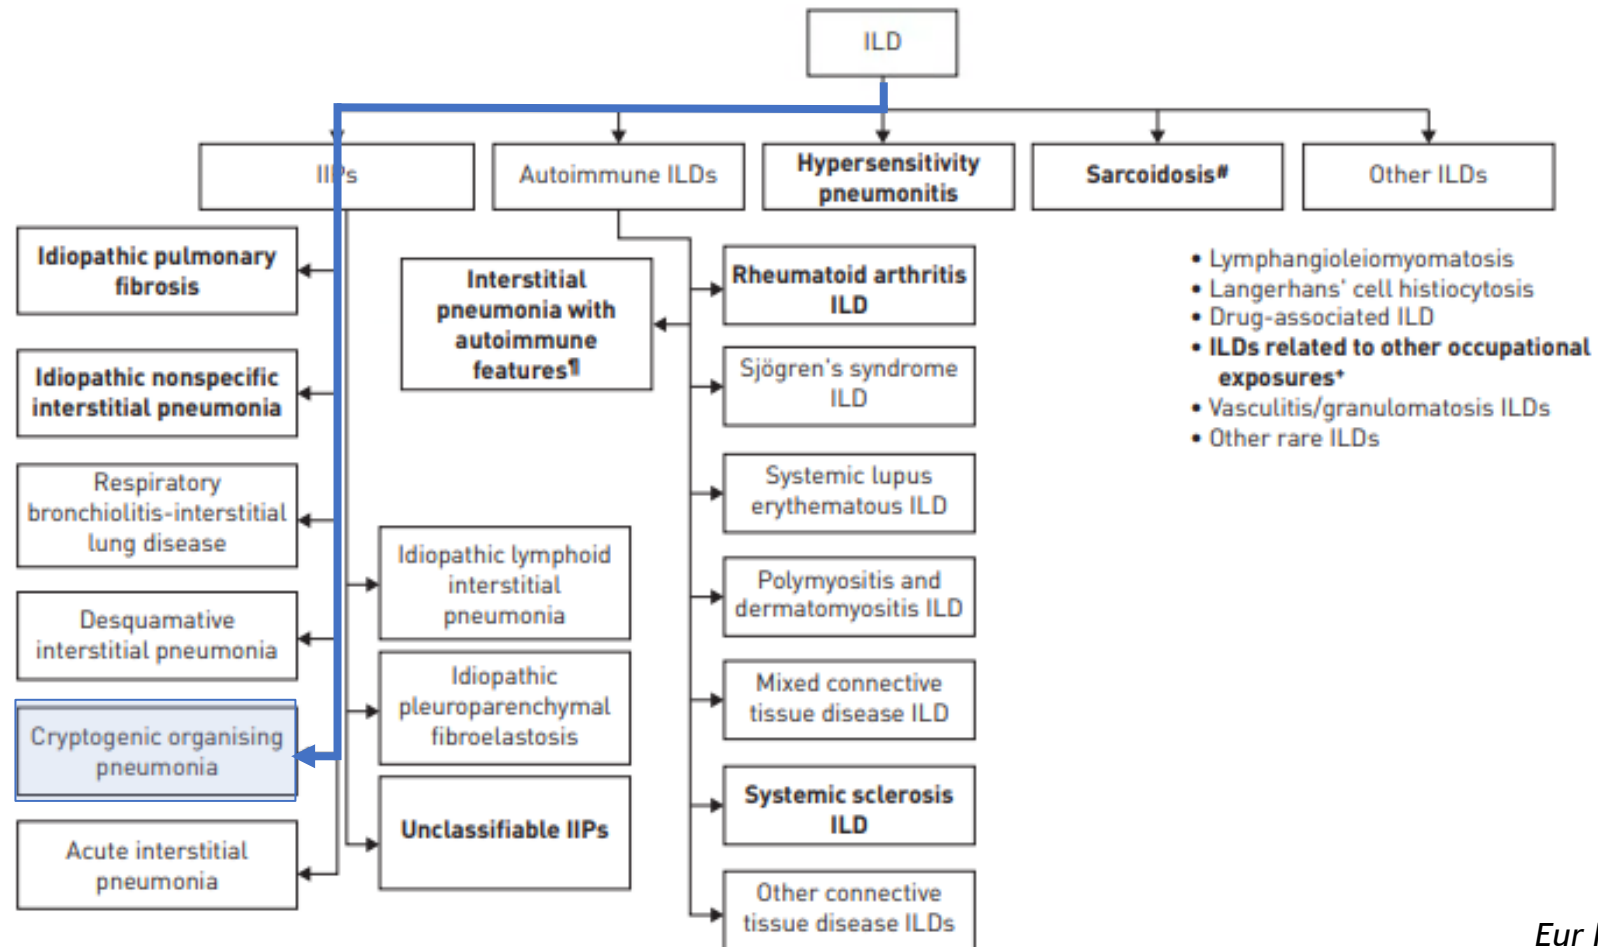 ILD
IIPs
Autoimmune ILDs
Hypersensitivity
pneumonitis
Sarcoidosis#
Other ILDs
Idiopathic pulmonary
fibrosis
Idiopathic nonspecific
interstitial pneumonia
Respiratory
bronchiolitis-interstitial
lung disease
Desquamative
interstitial pneumonia
Cryptogenic organising
pneumonia
Acute interstitial
pneumonia
Idiopathic lymphoid
interstitial
pneumonia
Idiopathic
pleuroparenchymal
fibroelastosis
Unclassifiable IIPs
Interstitial
pneumonia with
autoimmune
features¶
Rheumatoid arthritis
ILD
Sjögren's syndrome
ILD
Systemic lupus
erythematous ILD
Polymyositis and
dermatomyositis ILD
Mixed connective
tissue disease ILD
Systemic sclerosis
ILD
Other connective
tissue disease ILDs
• Lymphangioleiomyomatosis
• Langerhans' cell histiocytosis
• Drug-associated ILD
• ILDs related to other occupational
exposures+
• Vasculitis/granulomatosis ILDs
• Other rare ILDs
Eur